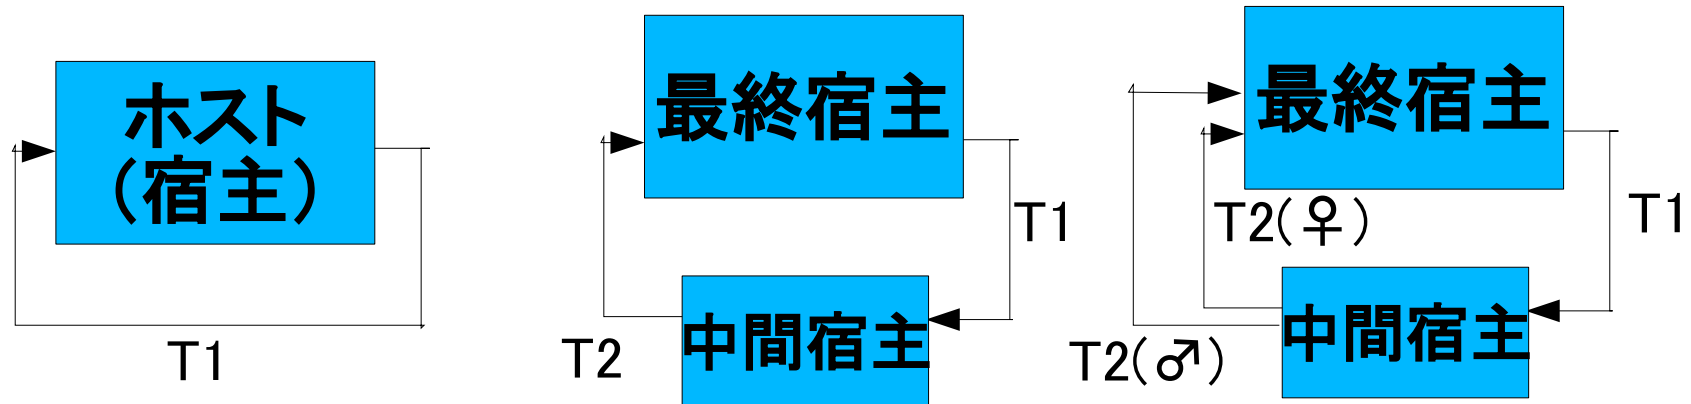 ホスト
(宿主)
T1
最終宿主
T1
中間宿主
T2
最終宿主
T2(♀)
T1
中間宿主
T2(♂)